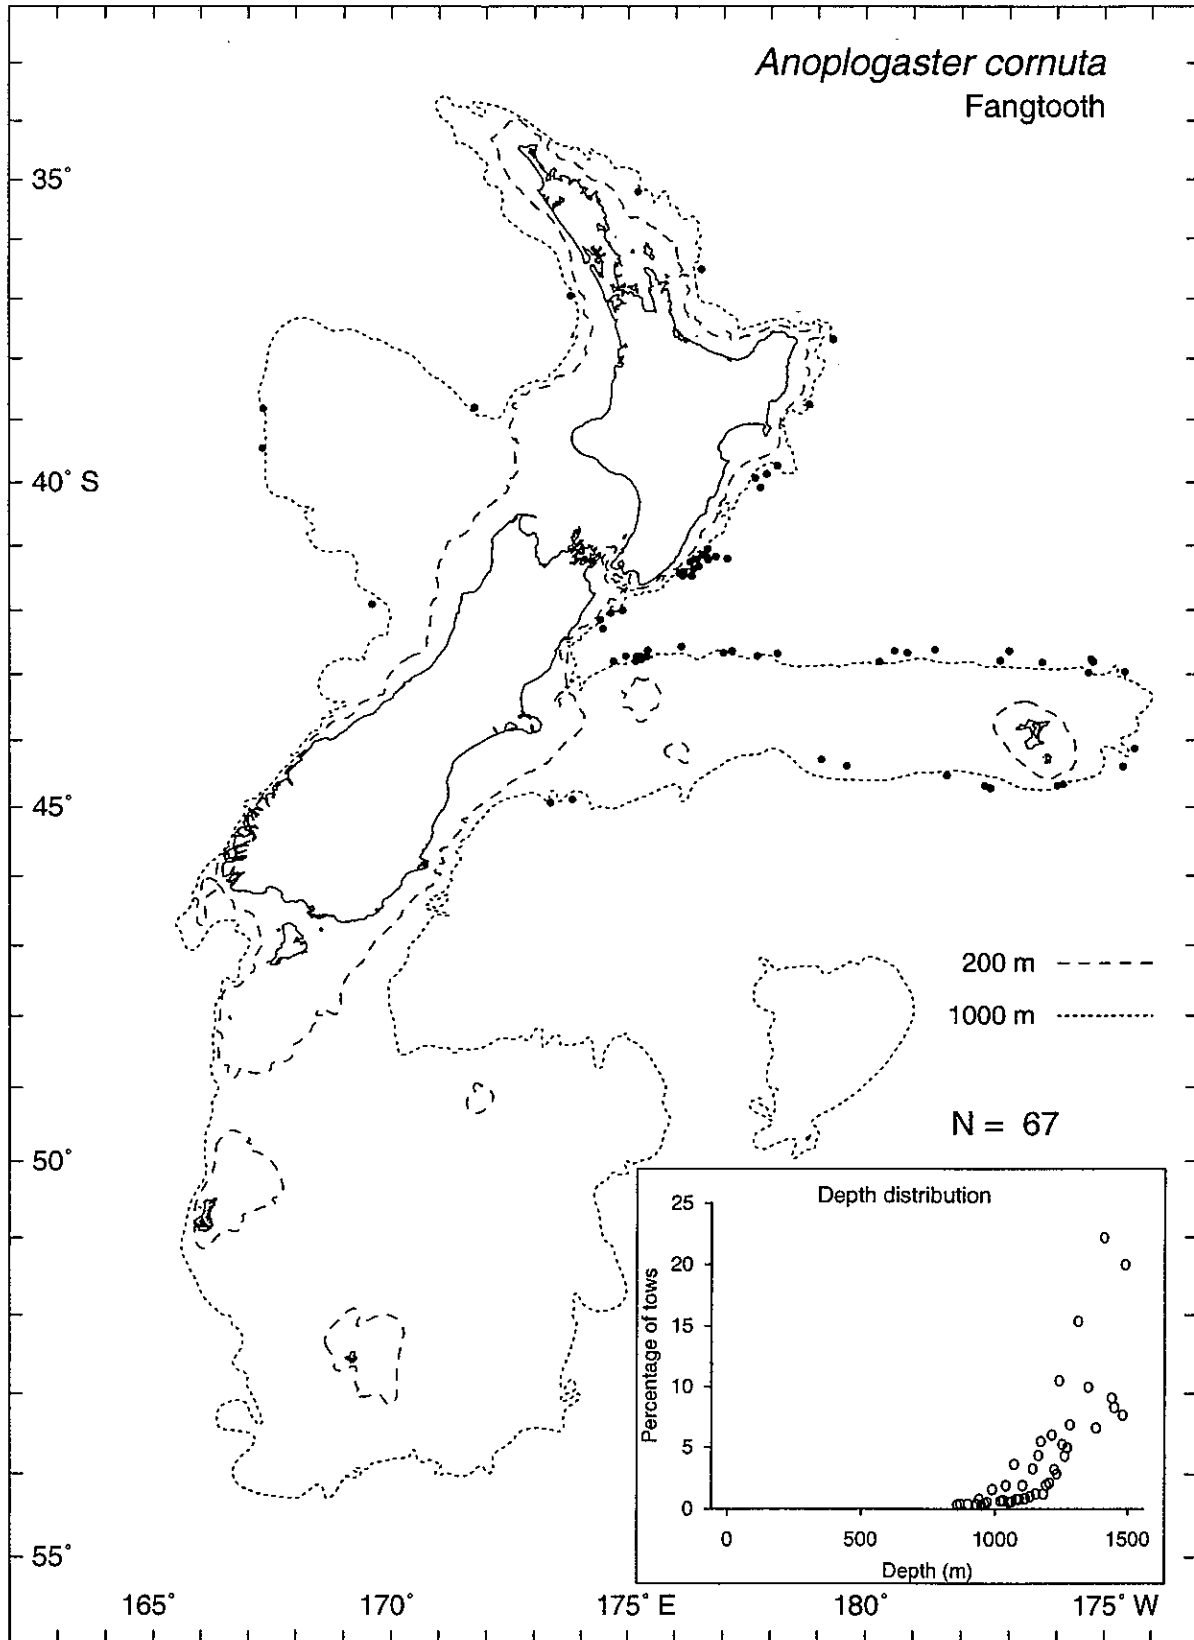 Anoplogaster cornuta
Fangtooth
35°
40° S
45°
200 m
1000 m
N = 67
50°
Depth distribution
25
20
15
10
5
0
Percentage of tows
0 500 1000 1500
Depth (m)
55°
165° 170° 175° E 180° 175° W